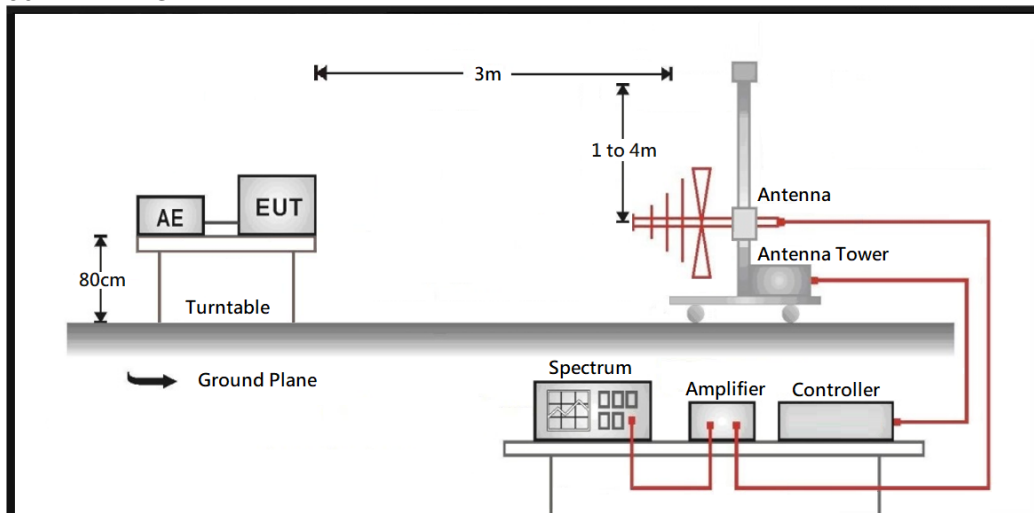 3m
1 to 4m
AE
EUT
Antenna
80cm
Antenna Tower
Turntable
Ground Plane
Spectrum
Amplifier
Controller